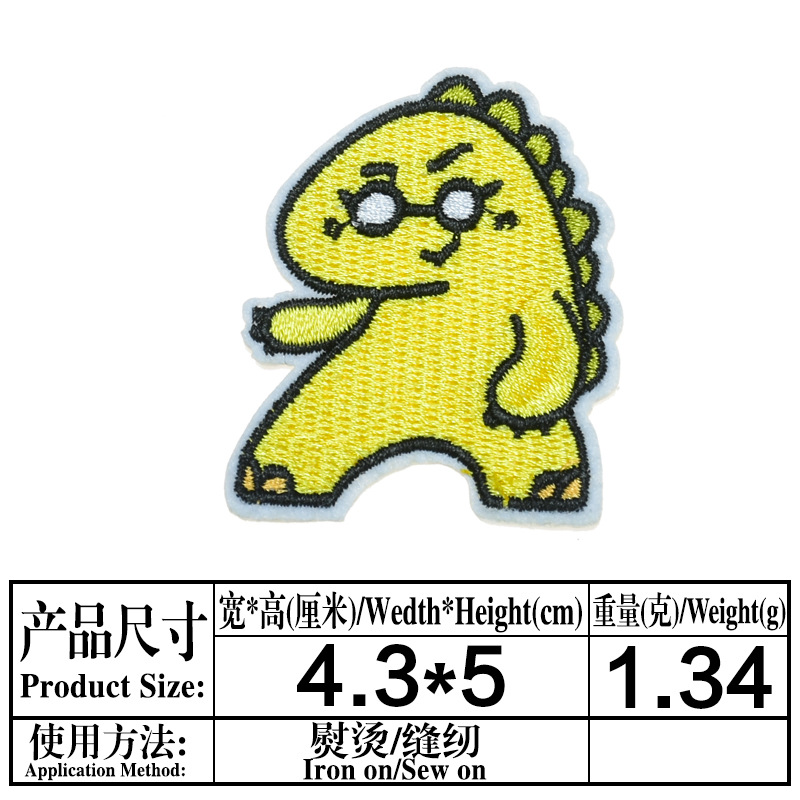 产品尺寸
Product Size:
宽*高(厘米)/Wedth*Height(cm)
重量(克)/Weight(g)
4.3*5
1.34
使用方法:
Application Method:
熨烫/缝纫
Iron on/Sew on